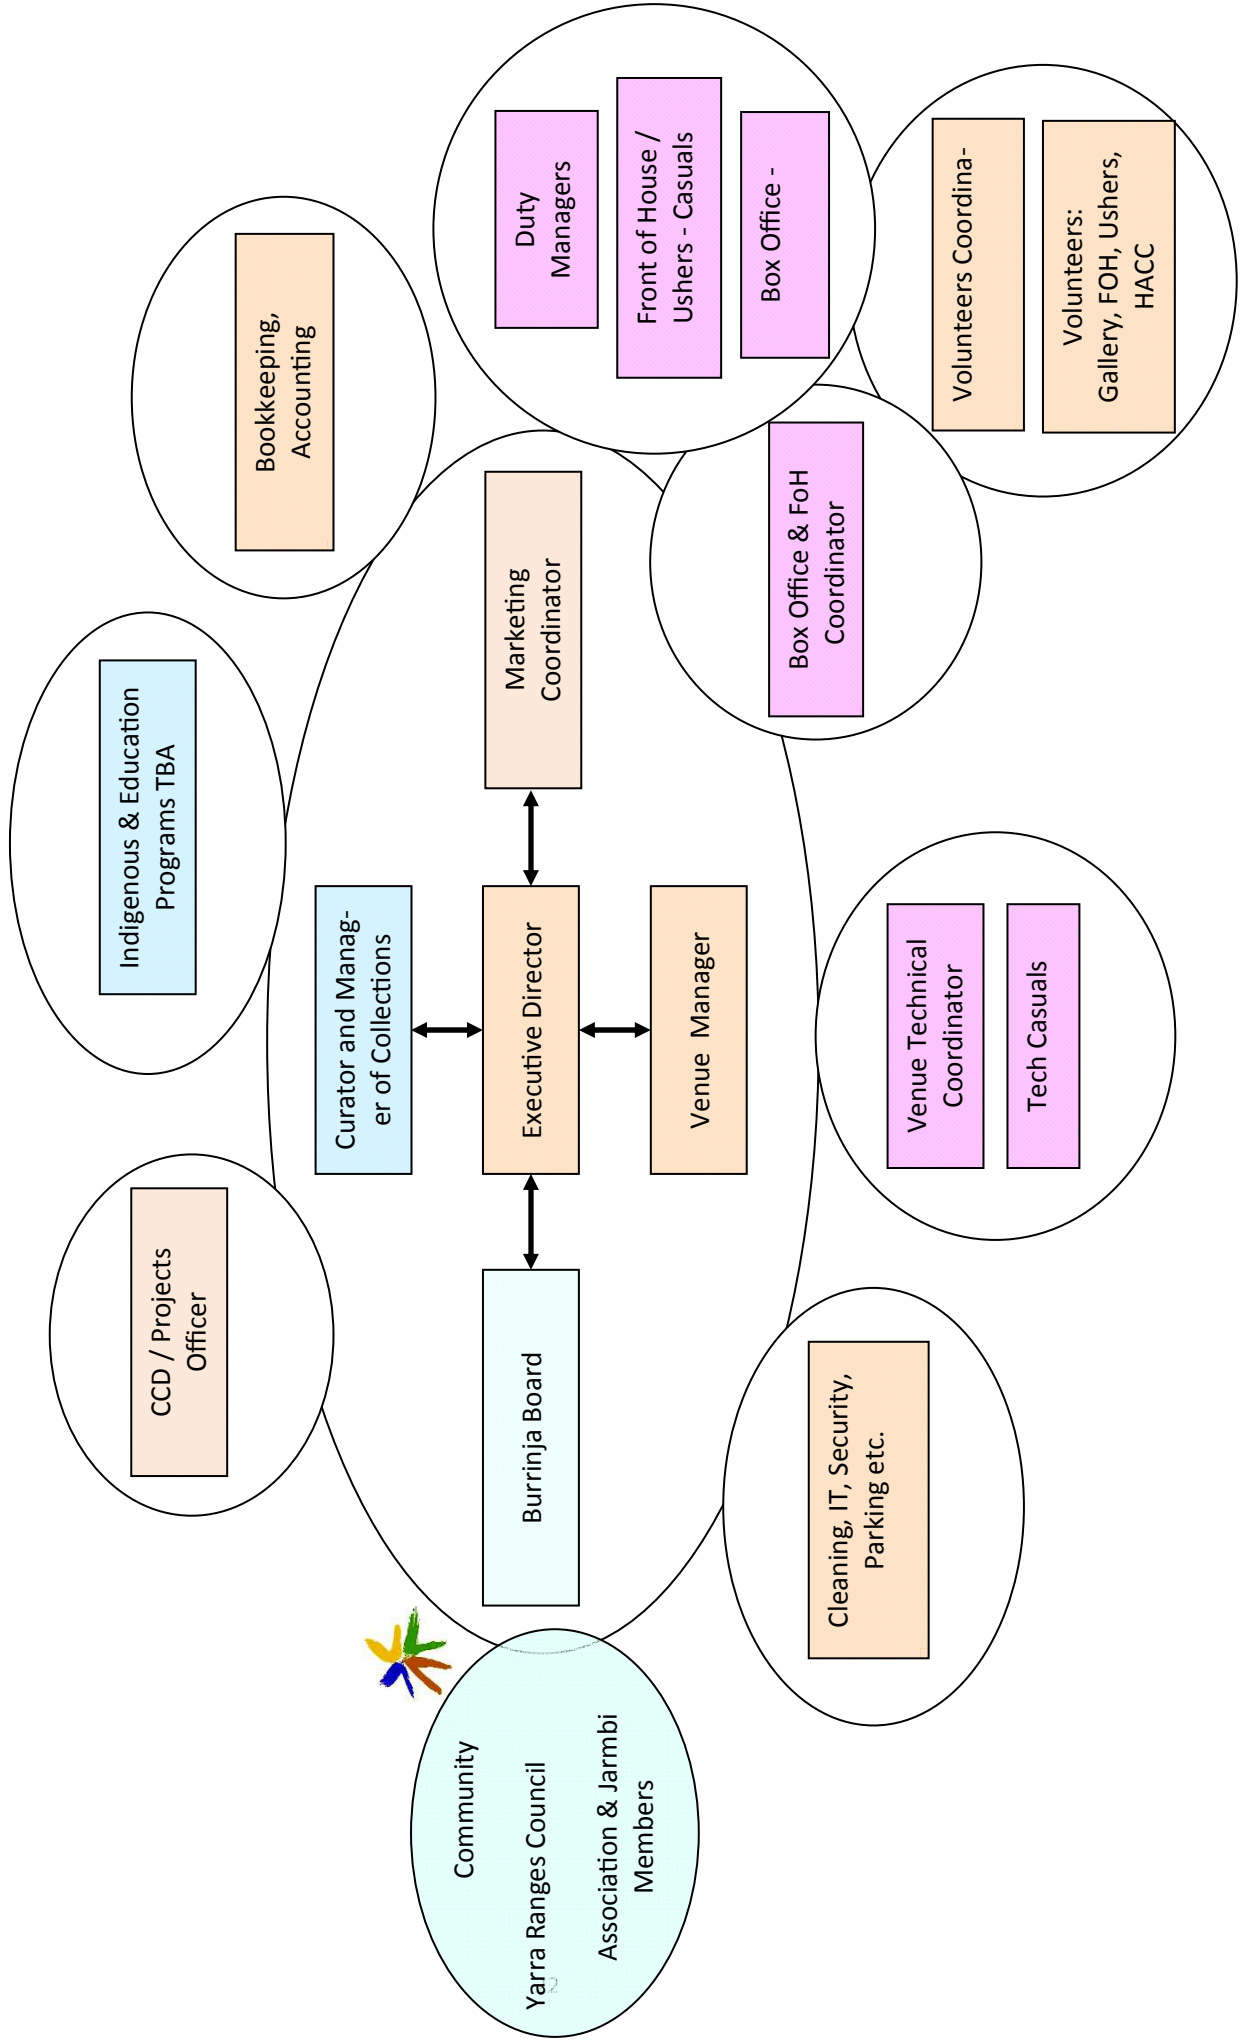 Community
Yarra Ranges Council
Association & Jarmbi
Members
2
Burrinja Board
Executive Director
Curator and Manag-
er of Collections
Venue Manager
Marketing
Coordinator
CCD / Projects
Officer
Indigenous & Education
Programs TBA
Bookkeeping,
Accounting
Duty
Managers
Front of House /
Ushers - Casuals
Box Office -
Volunteers Coordina-
Volunteers:
Gallery, FOH, Ushers,
HACC
Box Office & FoH
Coordinator
Venue Technical
Coordinator
Tech Casuals
Cleaning, IT, Security,
Parking etc.